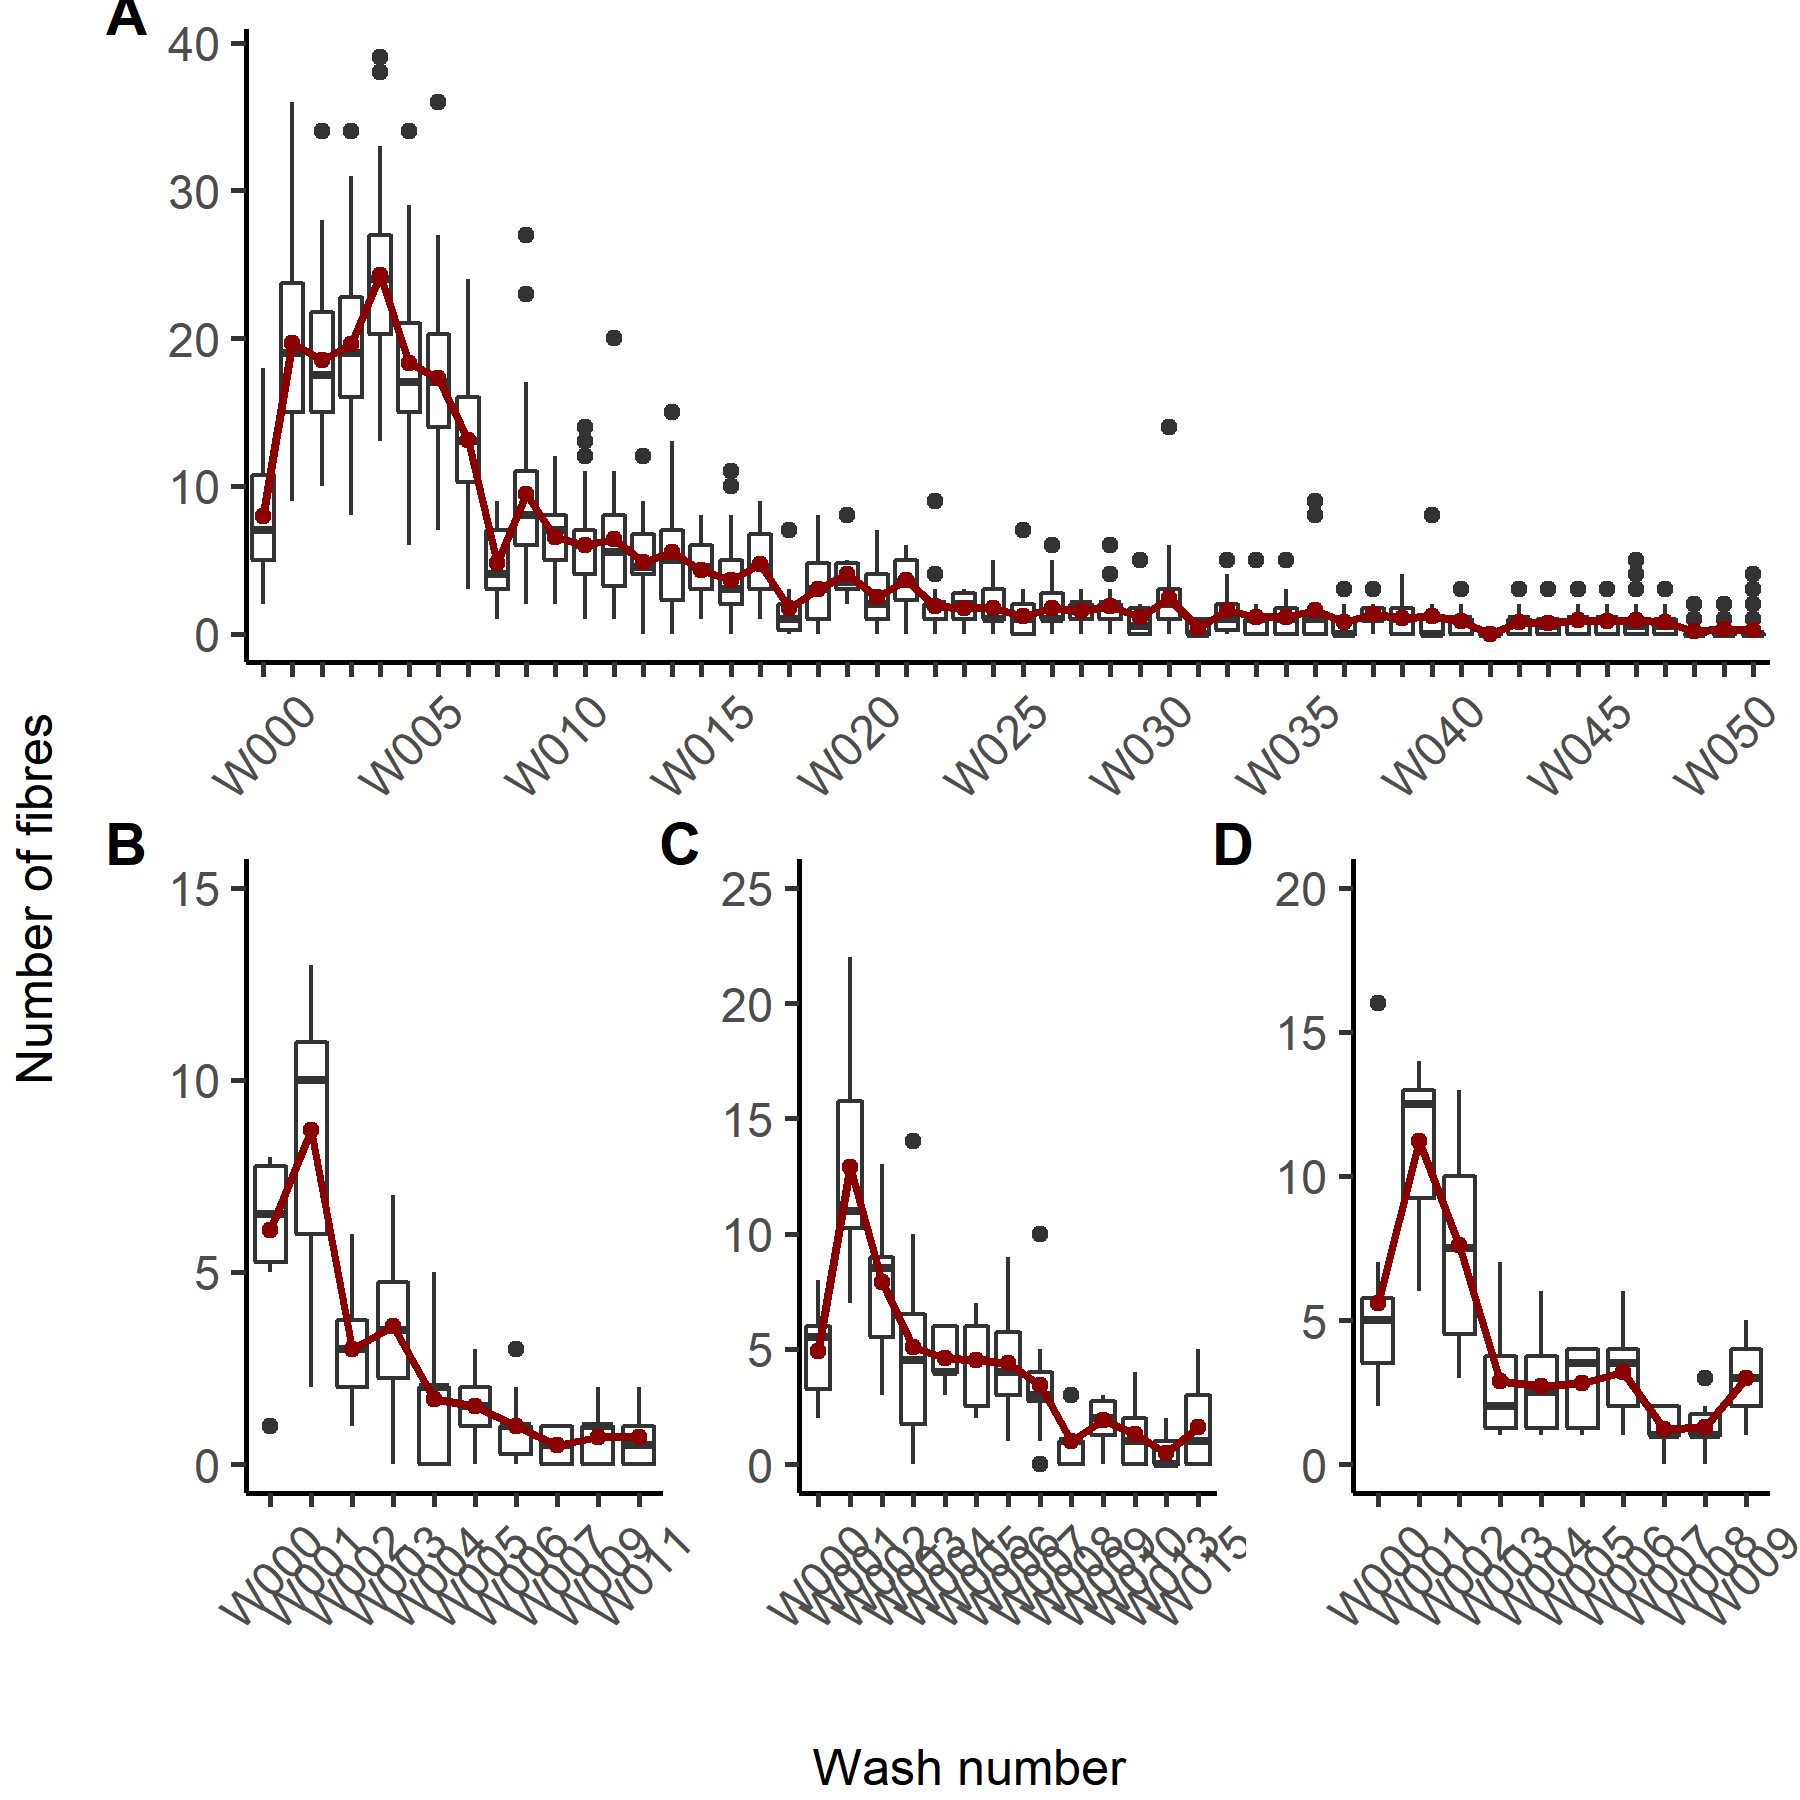 A
40
30
20
10
0
W000 W005 W010 W015 W020 W025 W030 W035 W040 W045 W050
Number of fibres
B
15
10
5
0
W000 W001 W002 W003 W004 W005 W006 W007 W009 W011
C
25
20
15
10
5
0
W000 W001 W002 W003 W004 W005 W006 W007 W008 W009 W010 W013 W015
D
20
15
10
5
0
W000 W001 W002 W003 W004 W005 W006 W007 W008 W009
Wash number